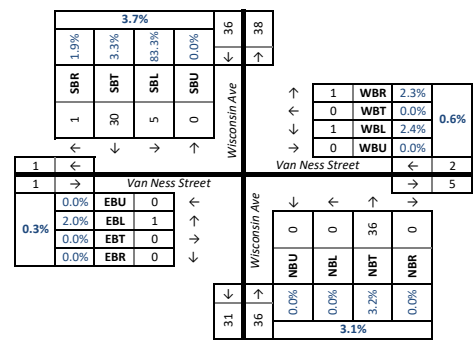 3.7%
1.9% 3.3% 83.3% 0.0% 36 38
↓ ↑
SBR SBT SBL SBU Wisconsin Ave
1 30 5 0
← ↓ → ↑
↑ 1 WBR 2.3% 0.6%
← 0 WBT 0.0%
↓ 1 WBL 2.4%
→ 0 WBU 0.0%
1 ← Van Ness Street ← 2
1 → Van Ness Street → 5
0.3% 0.0% EBU 0 ←
2.0% EBL 1 ↑
0.0% EBT 0 →
0.0% EBR 0 ↓
Wisconsin Ave ↓ ← ↑ →
0 0 36 0
NBU NBL NBT NBR
↓ ↑
31 36 0.0% 0.0% 3.2% 0.0%
3.1%